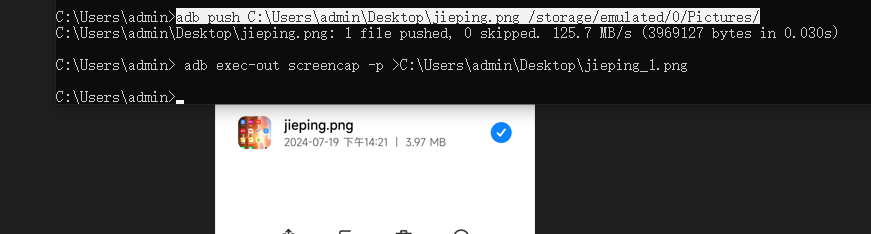 C:\Users\admin>adb push C:\Users\admin\Desktop\jieping.png /storage/emulated/0/Pictures/
C:\Users\admin\Desktop\jieping.png: 1 file pushed, 0 skipped. 125.7 MB/s (3969127 bytes in 0.030s)
C:\Users\admin> adb exec-out screencap -p >C:\Users\admin\Desktop\jieping_1.png
C:\Users\admin>
jieping.png
2024-07-19 下午14:21 | 3.97 MB